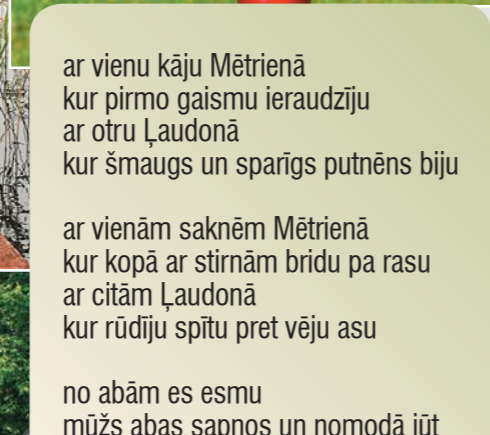 ar vienu kāju Mētrienā
kur pirmo gaismu ieraudzīju
ar otru Ļaudonā
kur šmaugs un sparīgs putnēns biju

ar vienām saknēm Mētrienā
kur kopā ar stirnām bridu pa rasu
ar citām Ļaudonā
kur rūdīju spītu pret vēju asu

no abām es esmu
mūžs abas sapņos un nomodā jūt